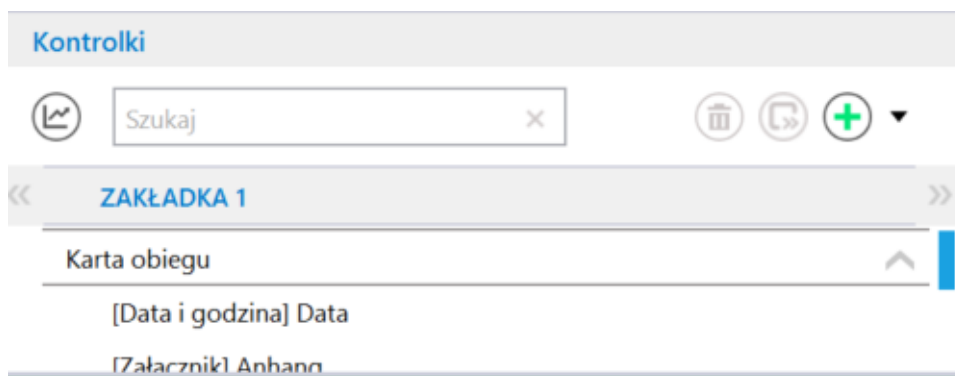 Kontrolki
Szukaj
ZAKŁADKA 1
Karta obiegu
[Data i godzina] Data
[Załącznik] Anhang